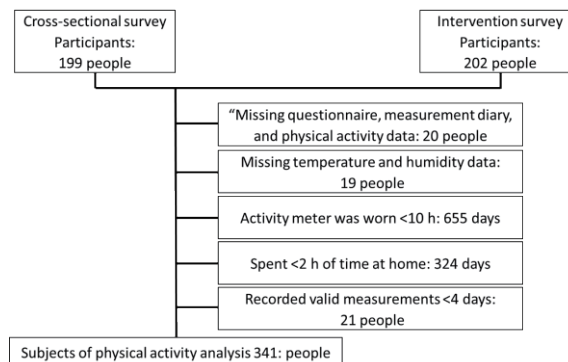 Cross-sectional survey
Participants:
199 people
Intervention survey
Participants:
202 people
“Missing questionnaire, measurement diary,
and physical activity data: 20 people
Missing temperature and humidity data:
19 people
Activity meter was worn <10 h: 655 days
Spent <2 h of time at home: 324 days
Recorded valid measurements <4 days:
21 people
Subjects of physical activity analysis 341: people